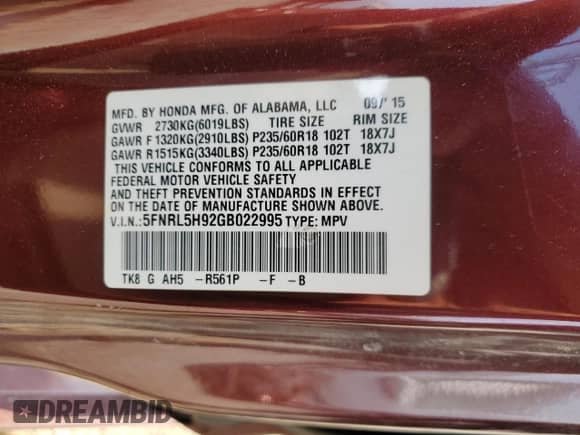 MFD. BY HONDA MFG. OF ALABAMA, LLC 09/'15
GVWR 2730KG(6019LBS) TIRE SIZE RIM SIZE
GAWR F 1320KG(2910LBS) P235/60R18 102T 18X7J
GAWR R1515KG(3340LBS) P235/60R18 102T 18X7J
THIS VEHICLE CONFORMS TO ALL APPLICABLE
FEDERAL MOTOR VEHICLE SAFETY
AND THEFT PREVENTION STANDARDS IN EFFECT
ON THE DATE OF MANUFACTURE SHOWN ABOVE.
V.I.N.:5FNRL5H92GB022995 TYPE: MPV
TK8 G AH5 -R561P -F -B
DREAMBID